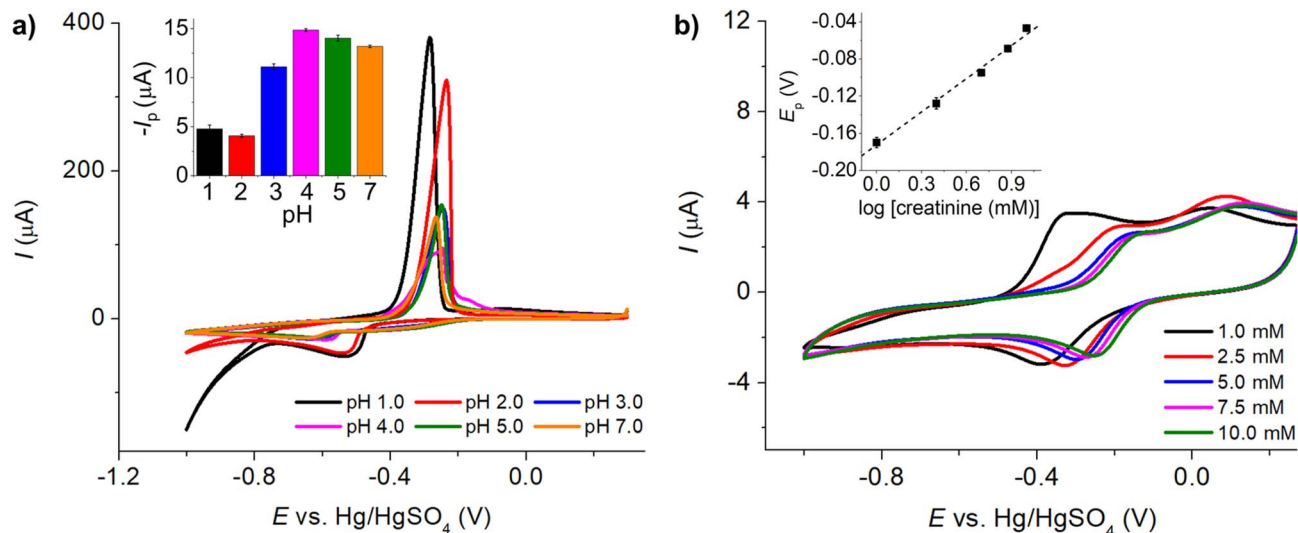 a)
400
200
0
I (μA)
-1.2
-0.8
-0.4
0.0
E vs. Hg/HgSO₄ (V)
15
10
5
0
-Iₚ (μA)
1 2 3 4 5 7
pH
pH 1.0 pH 2.0 pH 3.0
pH 4.0 pH 5.0 pH 7.0
b)
12
8
4
0
-4
I (μA)
-0.8
-0.4
0.0
E vs. Hg/HgSO₄ (V)
-0.04
-0.08
-0.12
-0.16
-0.20
Eₚ (V)
0.0 0.3 0.6 0.9
log [creatinine (mM)]
1.0 mM
2.5 mM
5.0 mM
7.5 mM
10.0 mM